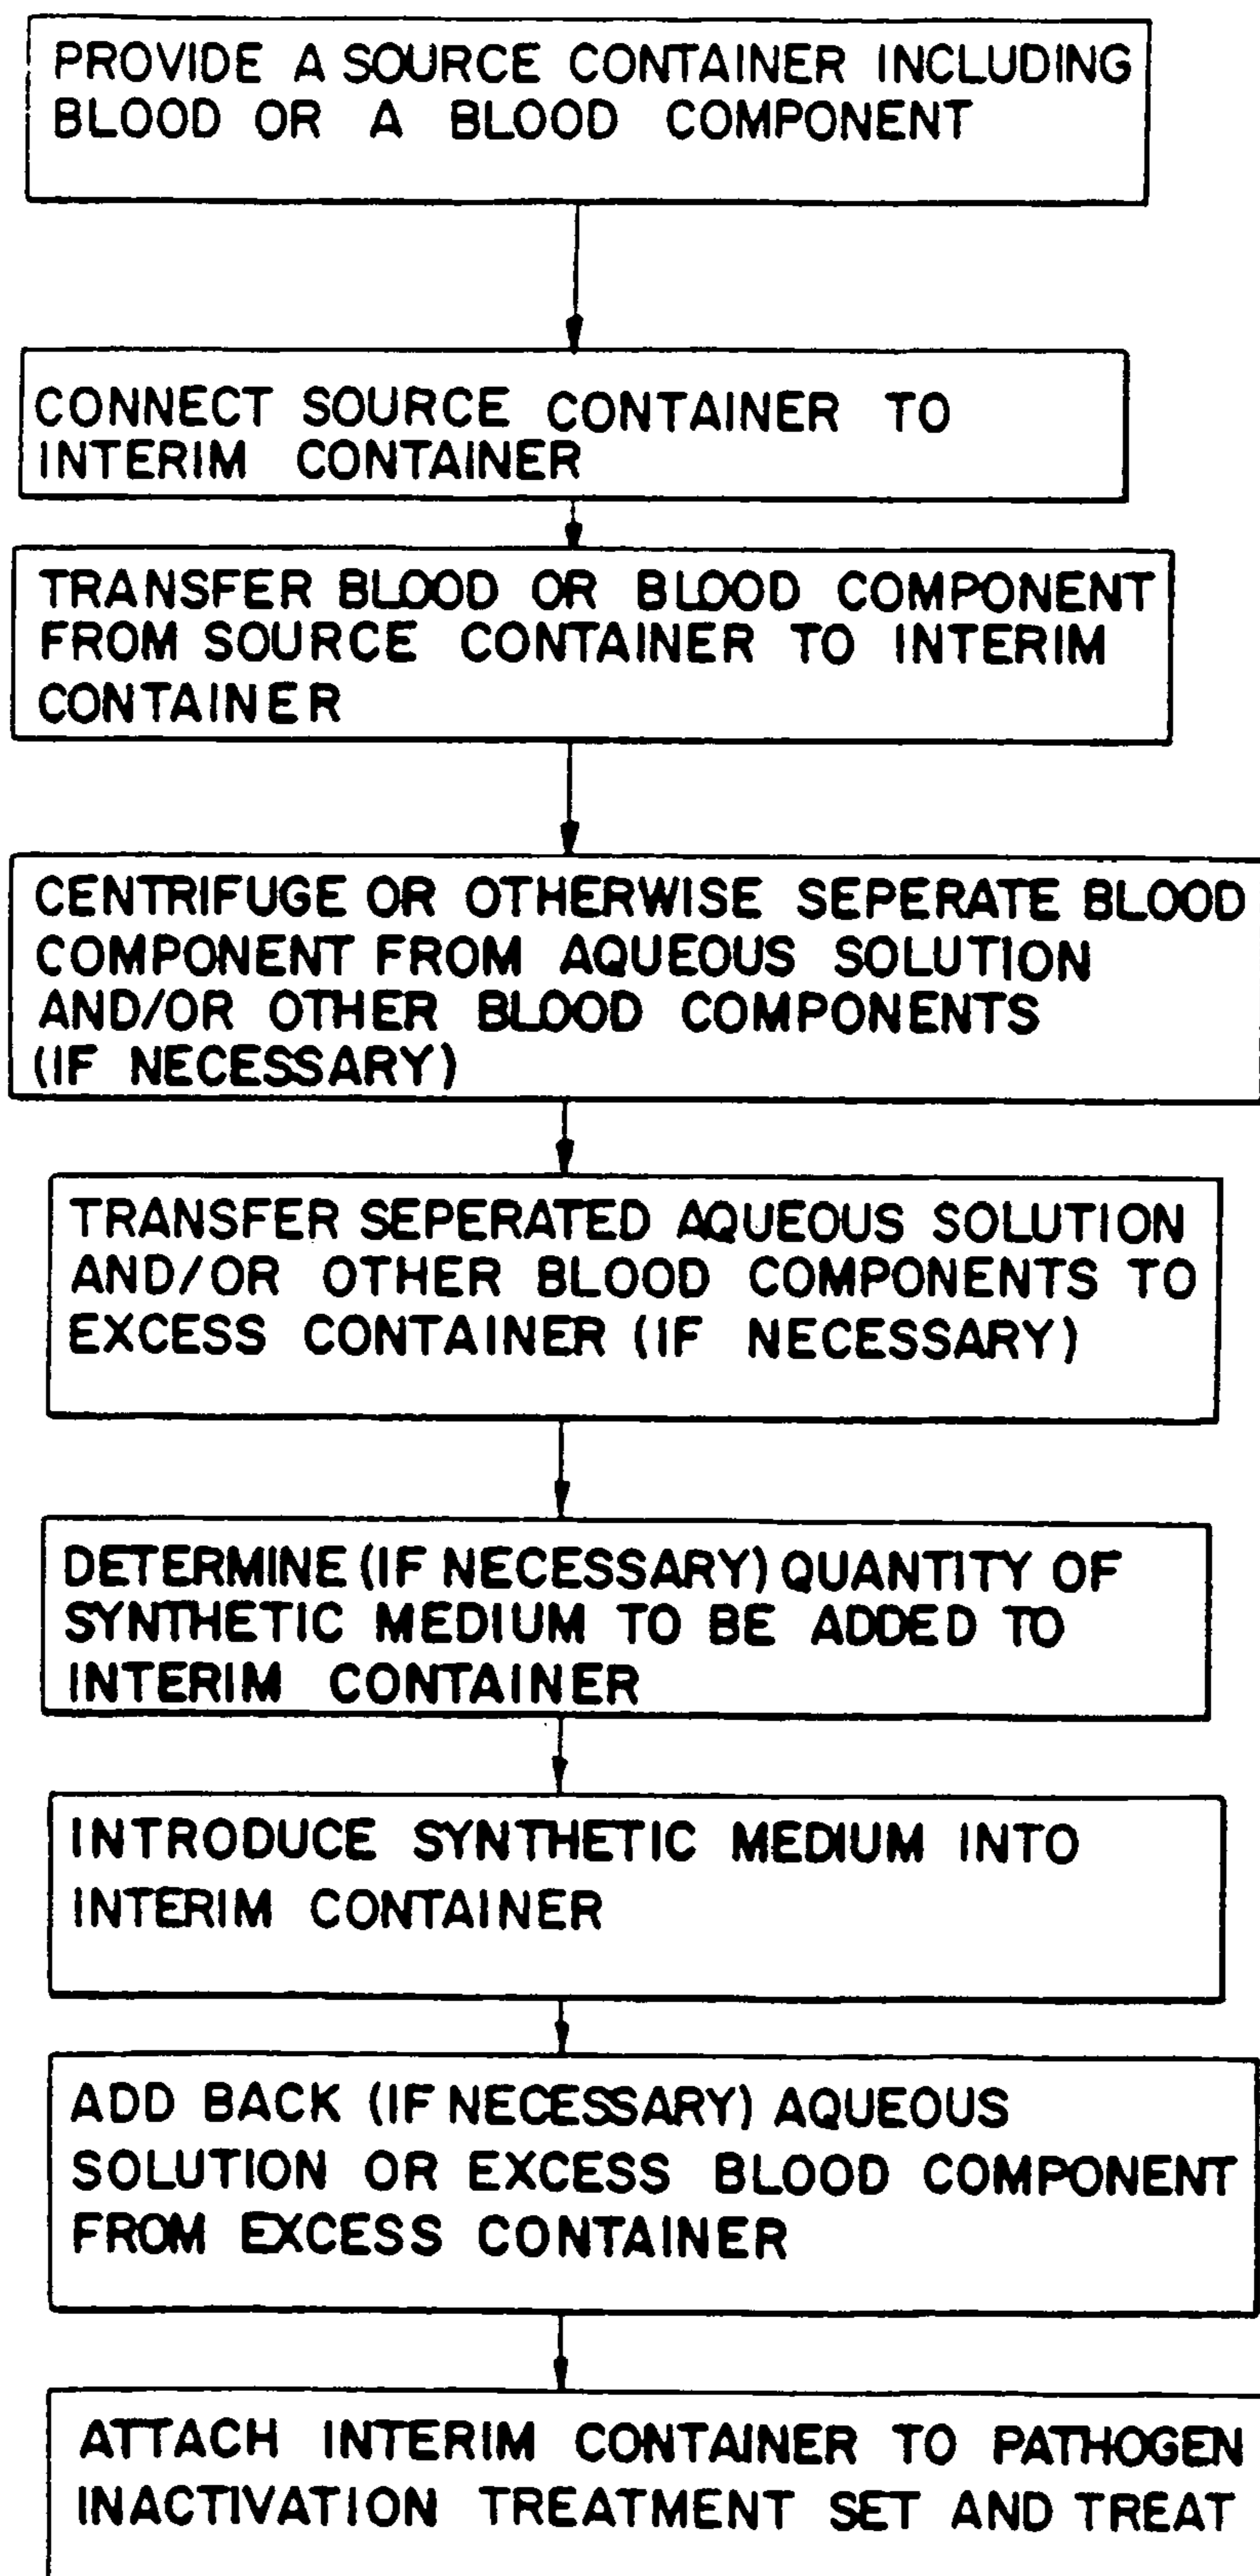 PROVIDE A SOURCE CONTAINER INCLUDING
BLOOD OR A BLOOD COMPONENT
CONNECT SOURCE CONTAINER TO
INTERIM CONTAINER
TRANSFER BLOOD OR BLOOD COMPONENT
FROM SOURCE CONTAINER TO INTERIM
CONTAINER
CENTRIFUGE OR OTHERWISE SEPERATE BLOOD
COMPONENT FROM AQUEOUS SOLUTION
AND/OR OTHER BLOOD COMPONENTS
(IF NECESSARY)
TRANSFER SEPERATED AQUEOUS SOLUTION
AND/OR OTHER BLOOD COMPONENTS TO
EXCESS CONTAINER (IF NECESSARY)
DETERMINE (IF NECESSARY) QUANTITY OF
SYNTHETIC MEDIUM TO BE ADDED TO
INTERIM CONTAINER
INTRODUCE SYNTHETIC MEDIUM INTO
INTERIM CONTAINER
ADD BACK (IF NECESSARY) AQUEOUS
SOLUTION OR EXCESS BLOOD COMPONENT
FROM EXCESS CONTAINER
ATTACH INTERIM CONTAINER TO PATHOGEN
INACTIVATION TREATMENT SET AND TREAT